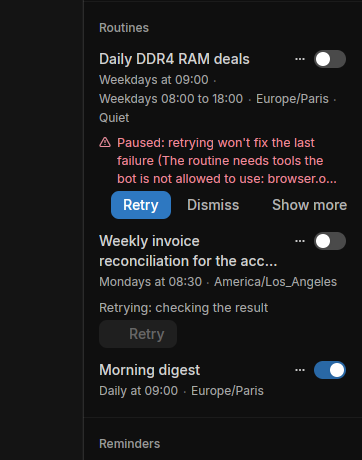 Routines
Daily DDR4 RAM deals ···
Weekdays at 09:00 ·
Weekdays 08:00 to 18:00 · Europe/Paris ·
Quiet
Paused: retrying won't fix the last
failure (The routine needs tools the
bot is not allowed to use: browser.o...
Retry Dismiss Show more
Weekly invoice ···
reconciliation for the acc...
Mondays at 08:30 · America/Los_Angeles
Retrying: checking the result
Retry
Morning digest ···
Daily at 09:00 · Europe/Paris
Reminders